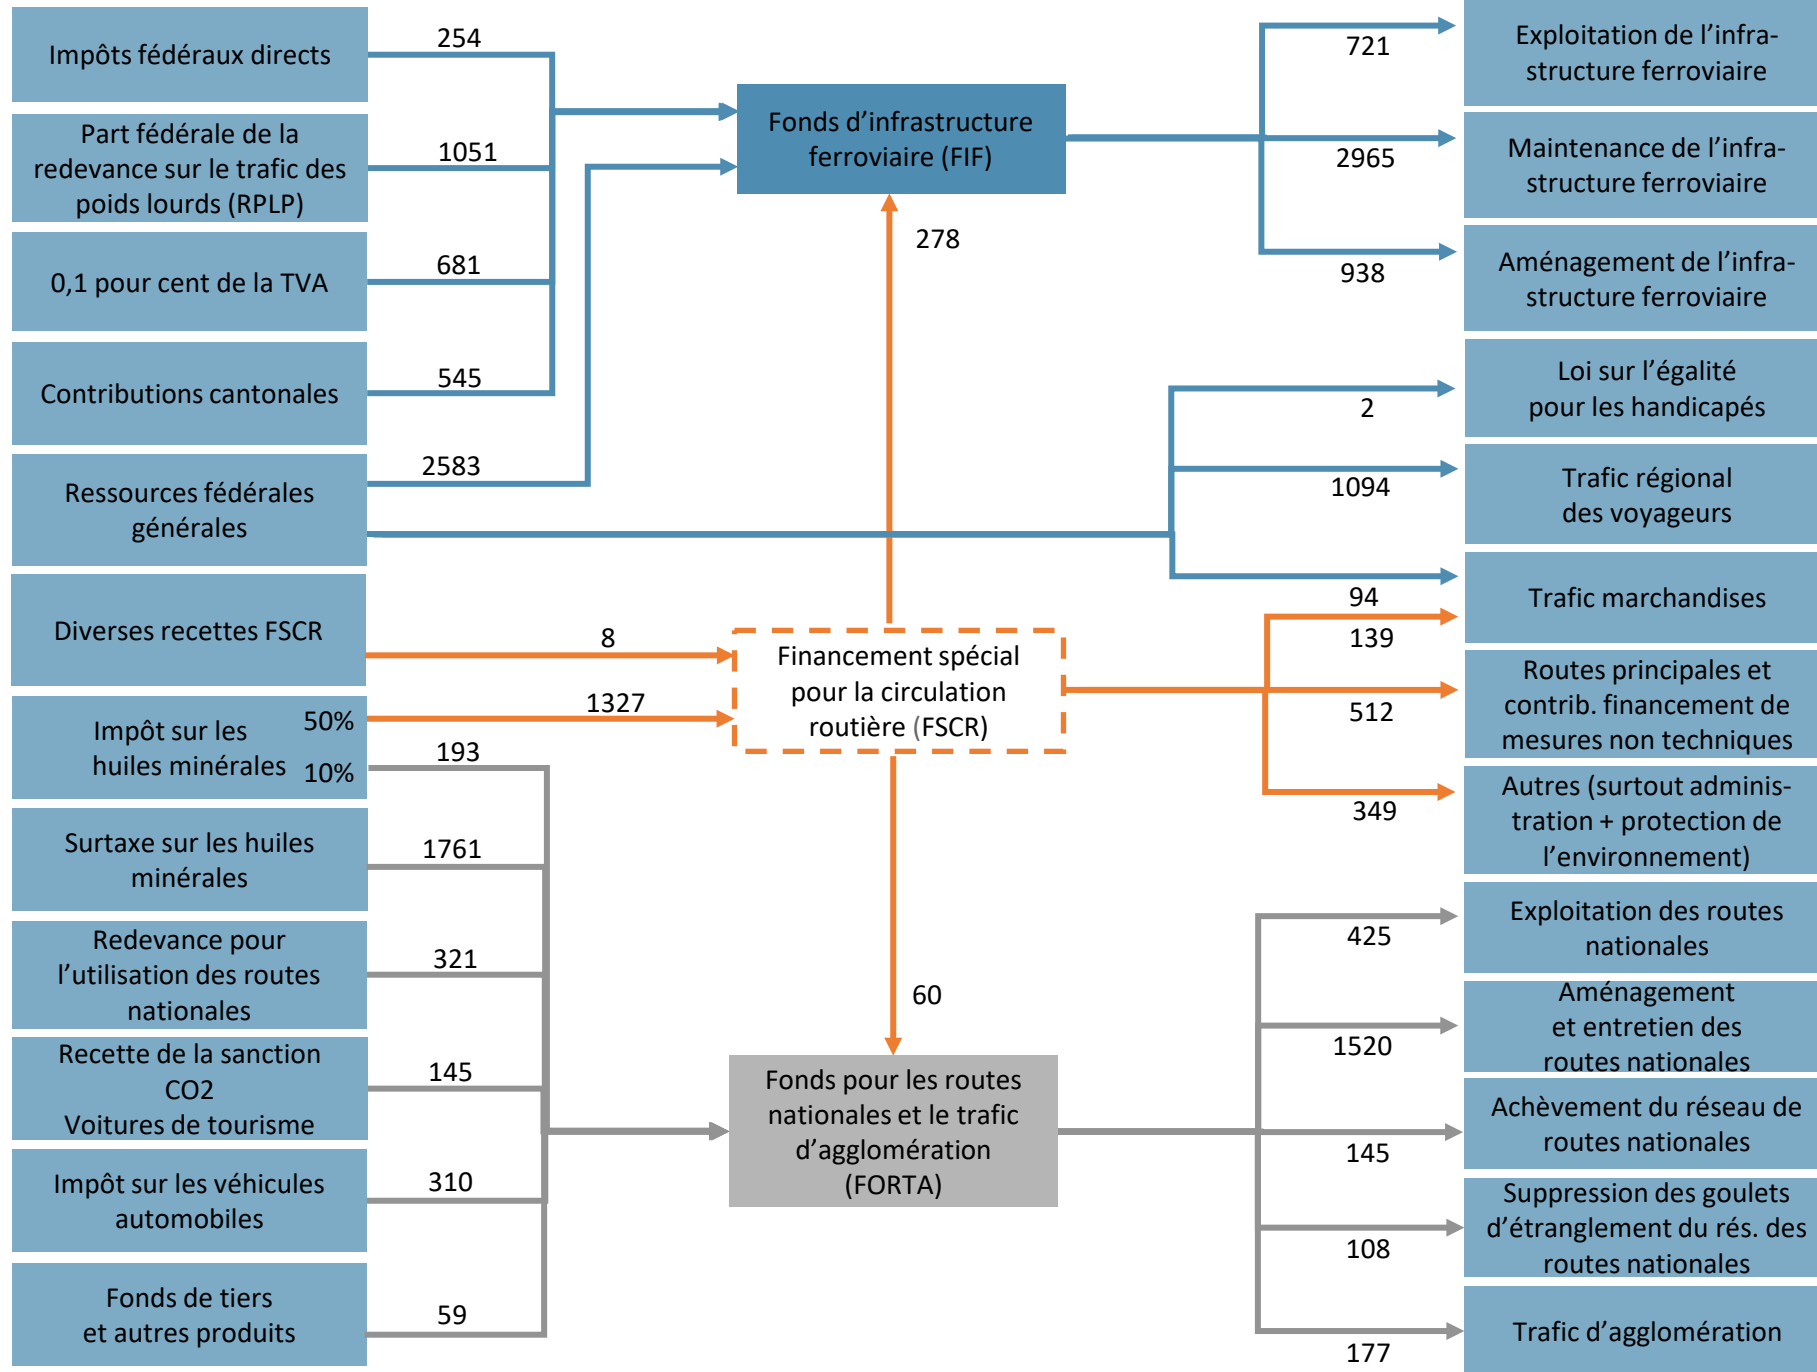 Impôts fédéraux directs
254
Part fédérale de la
redevance sur le trafic des
poids lourds (RPLP)
1051
0,1 pour cent de la TVA
681
Contributions cantonales
545
Ressources fédérales
générales
2583
Diverses recettes FSCR
8
Impôt sur les
huiles minérales
50%
10%
1327
193
Surtaxe sur les huiles
minérales
1761
Redevance pour
l’utilisation des routes
nationales
321
Recette de la sanction
CO2
Voitures de tourisme
145
Impôt sur les véhicules
automobiles
310
Fonds de tiers
et autres produits
59
Fonds d’infrastructure
ferroviaire (FIF)
278
Financement spécial
pour la circulation
routière (FSCR)
60
Fonds pour les routes
nationales et le trafic
d’agglomération
(FORTA)
721
Exploitation de l’infra-
structure ferroviaire
2965
Maintenance de l’infra-
structure ferroviaire
938
Aménagement de l’infra-
structure ferroviaire
2
Loi sur l’égalité
pour les handicapés
1094
Trafic régional
des voyageurs
94
139
Trafic marchandises
512
Routes principales et
contrib. financement de
mesures non techniques
349
Autres (surtout adminis-
tration + protection de
l’environnement)
425
Exploitation des routes
nationales
1520
Aménagement
et entretien des
routes nationales
145
Achèvement du réseau de
routes nationales
108
Suppression des goulets
d’étranglement du rés. des
routes nationales
177
Trafic d’agglomération